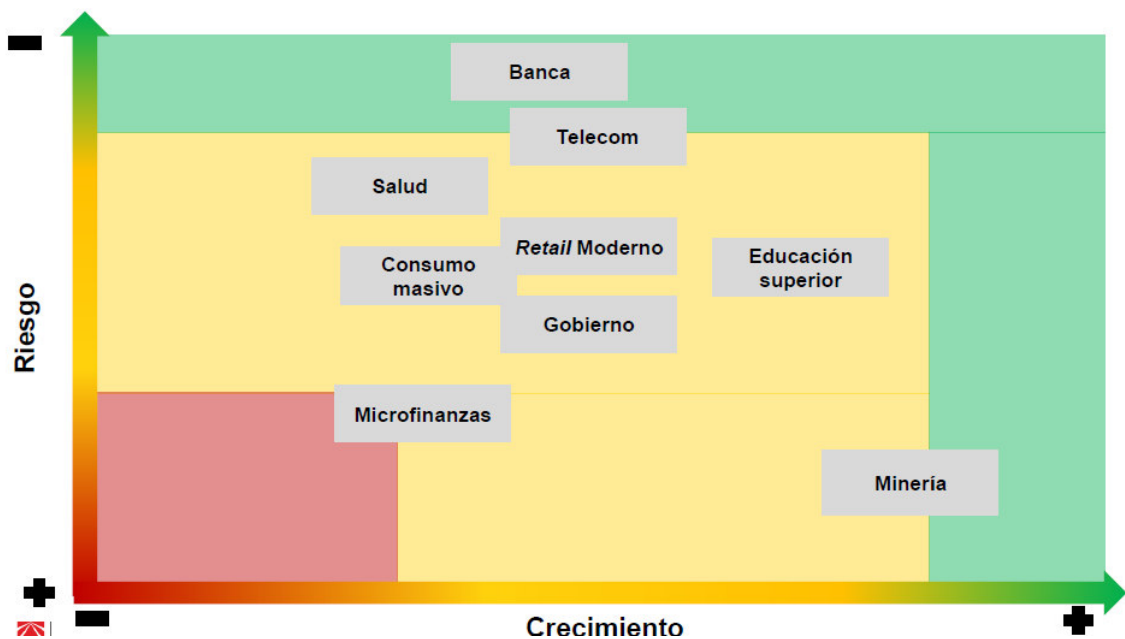 Banca
Telecom
Salud
Retail Moderno
Consumo
masivo
Educación
superior
Gobierno
Microfinanzas
Minería
Riesgo
Crecimiento